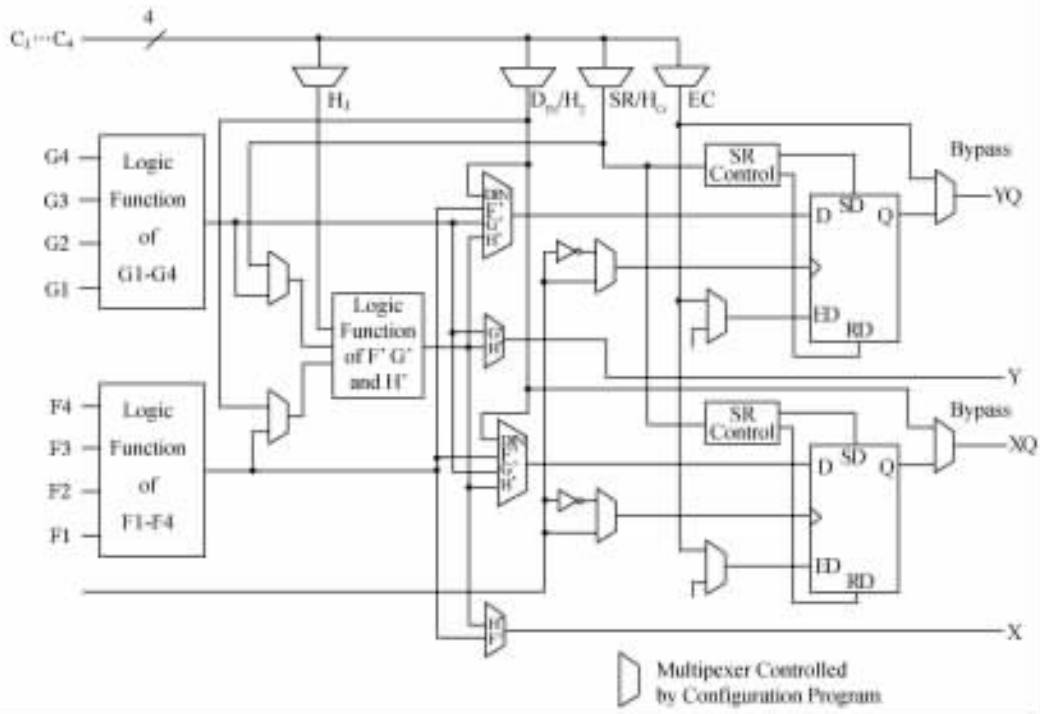 4
C₁···C₄
H₁
SR/H₀
EC
G4
G3
G2
G1
Logic
Function
of
G1-G4
SR
Control
Bypass
YQ
D
SD
Q
ED
RD
DIN
F'
G'
H'
Logic
Function
of F' G'
and H'
G'
H'
Y
F4
F3
F2
F1
Logic
Function
of
F1-F4
SR
Control
Bypass
XQ
D
SD
Q
ED
RD
DIN
F'
G'
H'
H'
F'
X
Multipexer Controlled
by Configuration Program